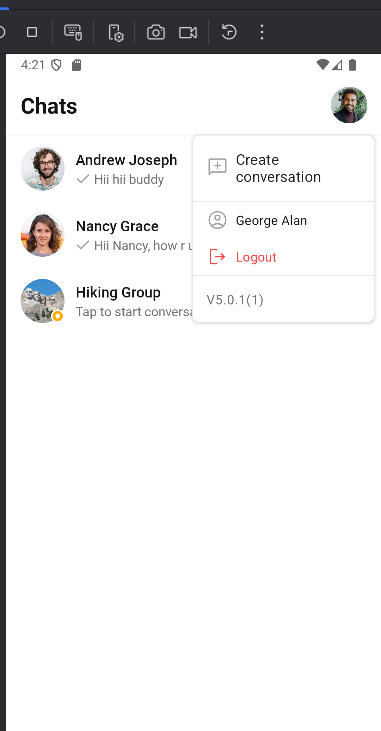 4:21
Chats
Andrew Joseph
Hii hii buddy
Nancy Grace
Hii Nancy, how r u
Hiking Group
Tap to start conversa
Create
conversation
George Alan
Logout
V5.0.1(1)